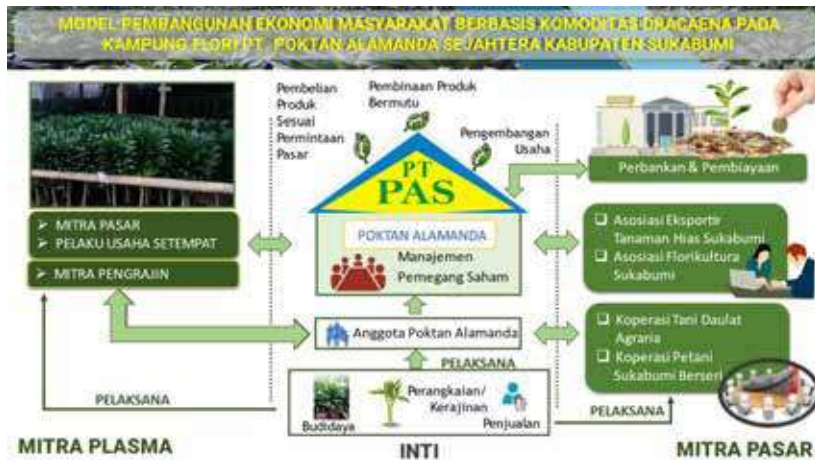 MODEL PEMBANGUNAN EKONOMI MASYARAKAT BERBASIS KOMODITAS DRACAENA PADA
KAMPUNG FLORI PT. POKTAN ALAMANDA SEJAHTERA KABUPATEN SUKABUMI
Pembelian
Produk
Sesuai
Permintaan
Pasar
Pembinaan Produk
Bermutu
Pengembangan
Usaha
PT
PAS
Perbankan & Pembiayaan
➢ MITRA PASAR
➢ PELAKU USAHA SETEMPAT
➢ MITRA PENGRAJIN
POKTAN ALAMANDA
Manajemen
Pemegang Saham
❑ Asosiasi Eksporte
Tanaman Hias Sukabumi
❑ Asosiasi Florikultura
Sukabumi
Anggota Poktan Alamanda
❑ Koperasi Tani Daulat
Agraria
❑ Koperasi Petani
Sukabumi Berseri
PELAKSANA
PELAKSANA
Budidaya
Perangkaian/
Kerajinan
Penjualan
PELAKSANA
MITRA PLASMA
INTI
MITRA PASAR